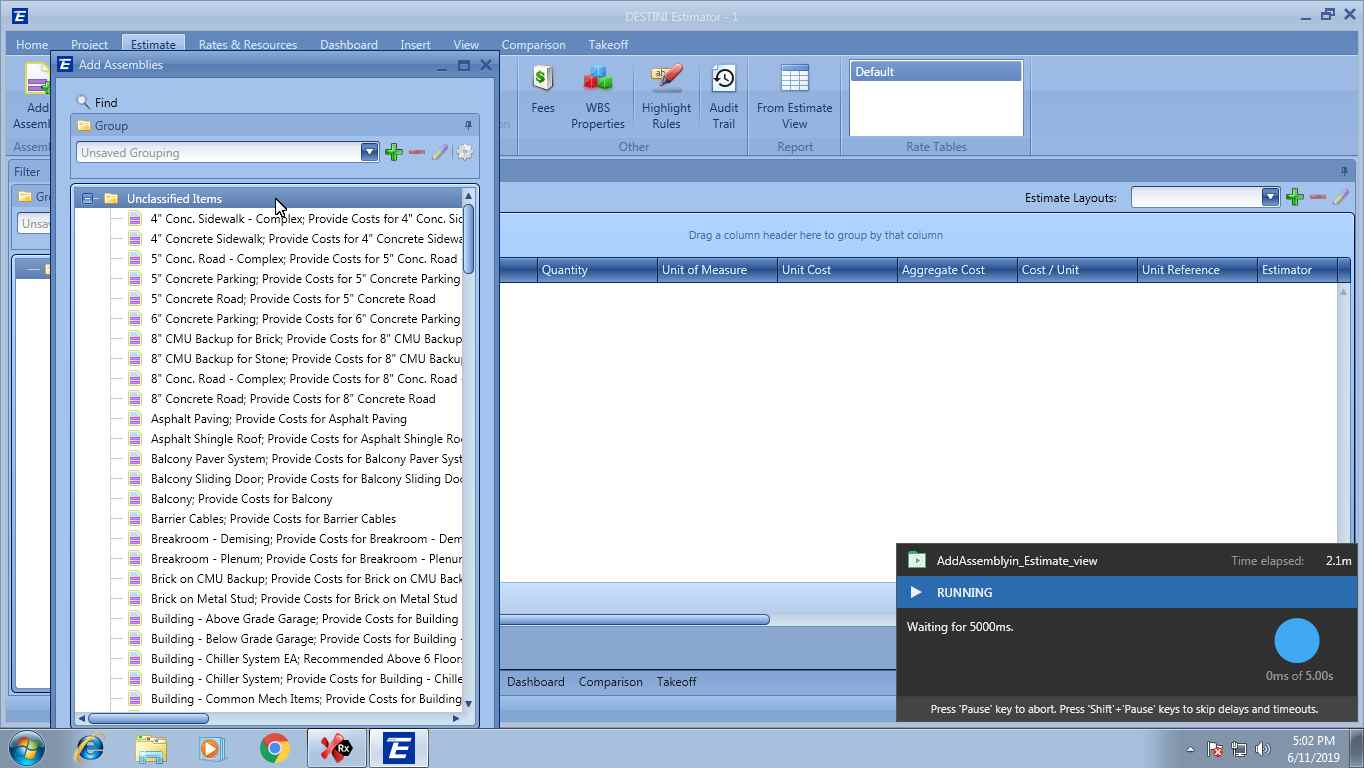 DESTINI Estimator - 1
Home Project Estimate Rates & Resources Dashboard Insert View Comparison Takeoff
Add Assemblies
Add
Assem
Fees
WBS
Properties
Highlight
Rules
Audit
Trail
From Estimate
View
Default
Other
Report
Rate Tables
Find
Group
Unsaved Grouping
Filter
Estimate Layouts:
Drag a column header here to group by that column
Quantity Unit of Measure Unit Cost Aggregate Cost Cost / Unit Unit Reference Estimator
Unclassified Items
4" Conc. Sidewalk - Complex; Provide Costs for 4" Conc. Sid
4" Concrete Sidewalk; Provide Costs for 4" Concrete Sidewa
5" Conc. Road - Complex; Provide Costs for 5" Conc. Road
5" Concrete Parking; Provide Costs for 5" Concrete Parking
5" Concrete Road; Provide Costs for 5" Concrete Road
6" Concrete Parking; Provide Costs for 6" Concrete Parking
8" CMU Backup for Brick; Provide Costs for 8" CMU Backup
8" CMU Backup for Stone; Provide Costs for 8" CMU Backu
8" Conc. Road - Complex; Provide Costs for 8" Conc. Road -
8" Concrete Road; Provide Costs for 8" Concrete Road
Asphalt Paving; Provide Costs for Asphalt Paving
Asphalt Shingle Roof; Provide Costs for Asphalt Shingle Roo
Balcony Paver System; Provide Costs for Balcony Paver Syst
Balcony Sliding Door; Provide Costs for Balcony Sliding Doo
Balcony; Provide Costs for Balcony
Barrier Cables; Provide Costs for Barrier Cables
Breakroom - Demising; Provide Costs for Breakroom - Dem
Breakroom - Plenum; Provide Costs for Breakroom - Plenur
Brick on CMU Backup; Provide Costs for Brick on CMU Back
Brick on Metal Stud; Provide Costs for Brick on Metal Stud
Building - Above Grade Garage; Provide Costs for Building
Building - Below Grade Garage; Provide Costs for Building -
Building - Chiller System EA; Recommended Above 6 Floor
Building - Chiller System; Provide Costs for Building - Chille
Building - Common Mech Items; Provide Costs for Building
Dashboard Comparison Takeoff
AddAssemblyin_Estimate_view Time elapsed: 2.1m
RUNNING
Waiting for 5000ms.
0ms of 5.00s
Press 'Pause' key to abort. Press 'Shift'+'Pause' keys to skip delays and timeouts.
Rx
5:02 PM
6/11/2019